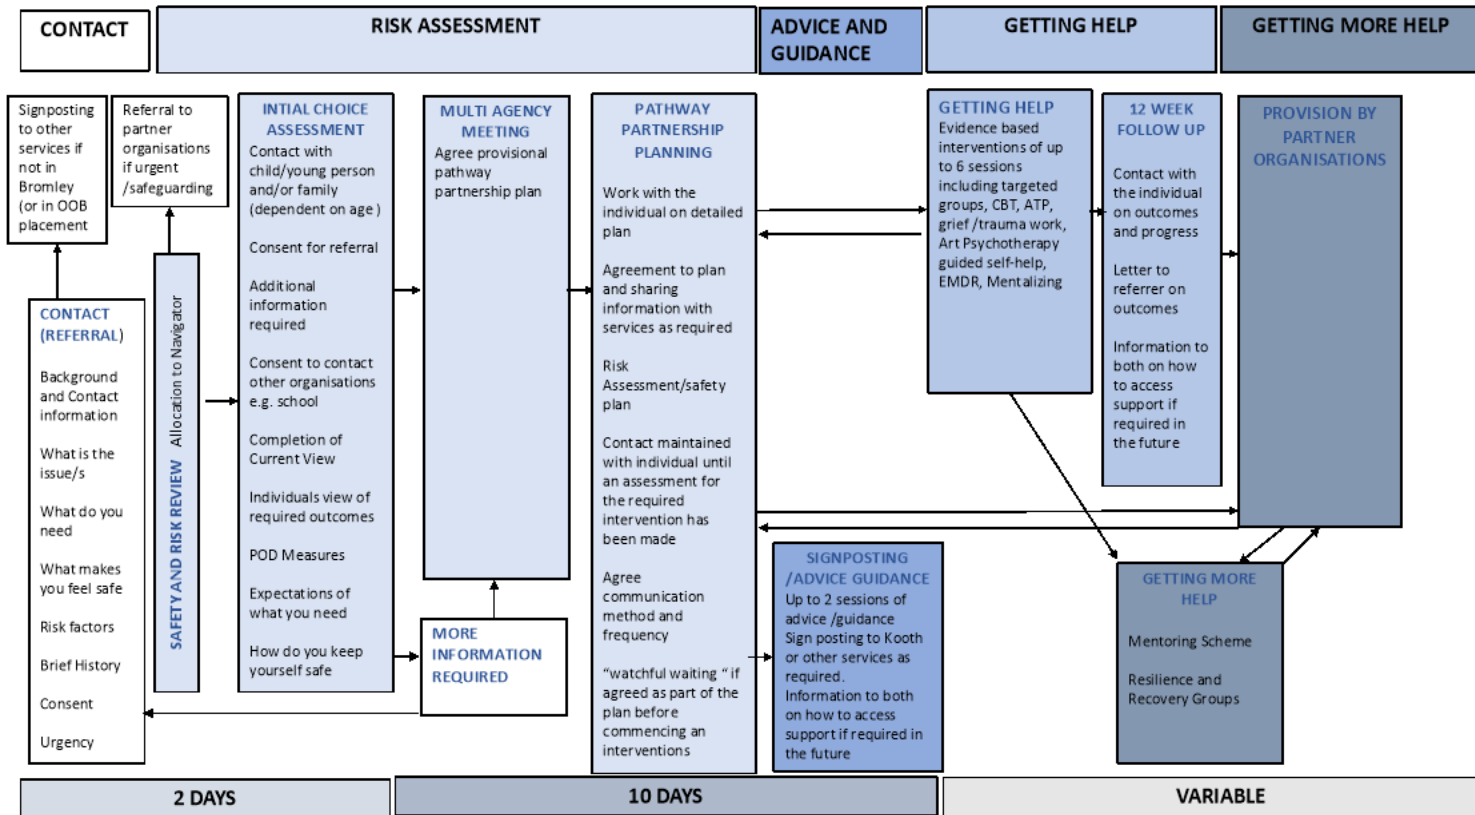 CONTACT
RISK ASSESSMENT
ADVICE AND
GUIDANCE
GETTING HELP
GETTING MORE HELP
Signposting
to other
services if
not in
Bromley
(or in OOB
placement
Referral to
partner
organisations
if urgent
/safeguarding
CONTACT
(REFERRAL)
Background
and Contact
information
What is the
issue/s
What do you
need
What makes
you feel safe
Risk factors
Brief History
Consent
Urgency
SAFETY AND RISK REVIEW Allocation to Navigator
INTIAL CHOICE
ASSESSMENT
Contact with
child/young person
and/or family
(dependent on age )
Consent for referral
Additional
information
required
Consent to contact
other organisations
e.g. school
Completion of
Current View
Individuals view of
required outcomes
POD Measures
Expectations of
what you need
How do you keep
yourself safe
MULTI AGENCY
MEETING
Agree provisional
pathway
partnership plan
MORE
INFORMATION
REQUIRED
PATHWAY
PARTNERSHIP
PLANNING
Work with the
individual on detailed
plan
Agreement to plan
and sharing
information with
services as required
Risk
Assessment/safety
plan
Contact maintained
with individual until
an assessment for
the required
intervention has
been made
Agree
communication
method and
frequency
“watchful waiting “ if
agreed as part of the
plan before
commencing an
interventions
SIGNPOSTING
/ADVICE GUIDANCE
Up to 2 sessions of
advice /guidance
Sign posting to Kooth
or other services as
required.
Information to both
on how to access
support if required in
the future
GETTING HELP
Evidence based
interventions of up
to 6 sessions
including targeted
groups, CBT, ATP,
grief /trauma work,
Art Psychotherapy
guided self-help,
EMDR, Mentalizing
12 WEEK
FOLLOW UP
Contact with
the individual
on outcomes
and progress
Letter to
referrer on
outcomes
Information to
both on how
to access
support if
required in
the future
PROVISION BY
PARTNER
ORGANISATIONS
GETTING MORE
HELP
Mentoring Scheme
Resilience and
Recovery Groups
2 DAYS
10 DAYS
VARIABLE